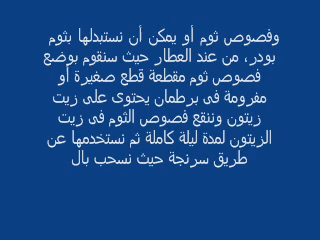 وفصوص ثوم أو يمكن أن نستبدلها بثوم
بودر، من عند العطار حيث سنقوم بوضع
فصوص ثوم مقطعة قطع صغيرة أو
مفرومة فى برطمان يحتوى على زيت
زيتون وننقع فصوص الثوم فى زيت
الزيتون لمدة ليلة كاملة ثم نستخدمها عن
طريق سرنجة حيث نسحب بال